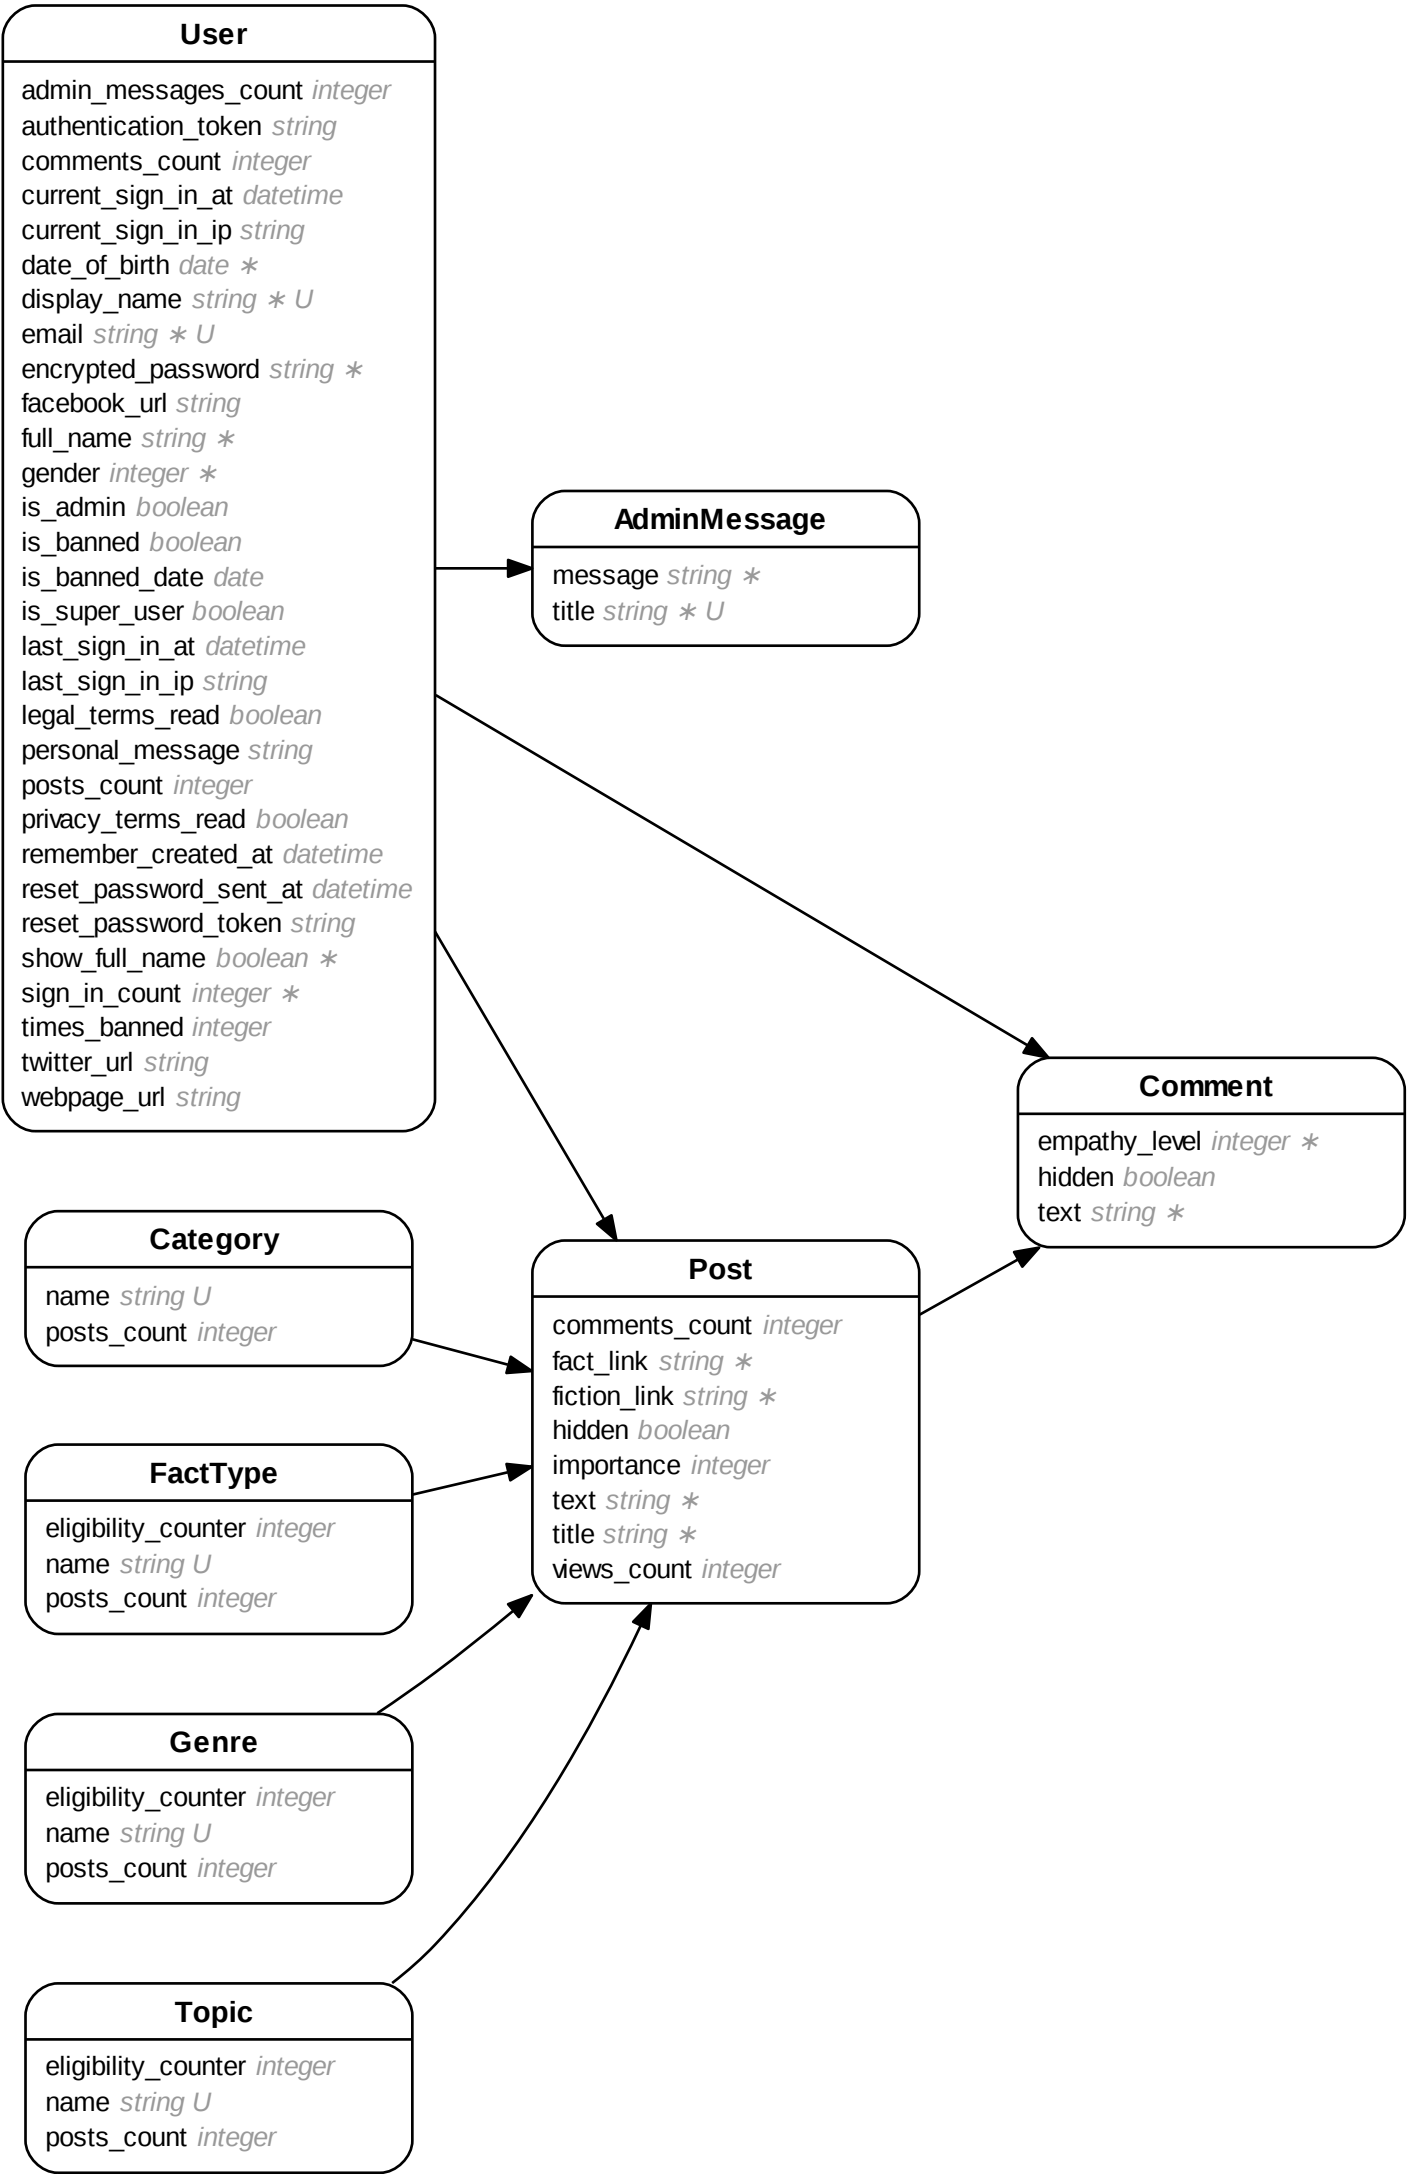 User
admin_messages_count integer
authentication_token string
comments_count integer
current_sign_in_at datetime
current_sign_in_ip string
date_of_birth date ∗
display_name string ∗ U
email string ∗ U
encrypted_password string ∗
facebook_url string
full_name string ∗
gender integer ∗
is_admin boolean
is_banned boolean
is_banned_date date
is_super_user boolean
last_sign_in_at datetime
last_sign_in_ip string
legal_terms_read boolean
personal_message string
posts_count integer
privacy_terms_read boolean
remember_created_at datetime
reset_password_sent_at datetime
reset_password_token string
show_full_name boolean ∗
sign_in_count integer ∗
times_banned integer
twitter_url string
webpage_url string
AdminMessage
message string ∗
title string ∗ U
Comment
empathy_level integer ∗
hidden boolean
text string ∗
Category
name string U
posts_count integer
Post
comments_count integer
fact_link string ∗
fiction_link string ∗
hidden boolean
importance integer
text string ∗
title string ∗
views_count integer
FactType
eligibility_counter integer
name string U
posts_count integer
Genre
eligibility_counter integer
name string U
posts_count integer
Topic
eligibility_counter integer
name string U
posts_count integer